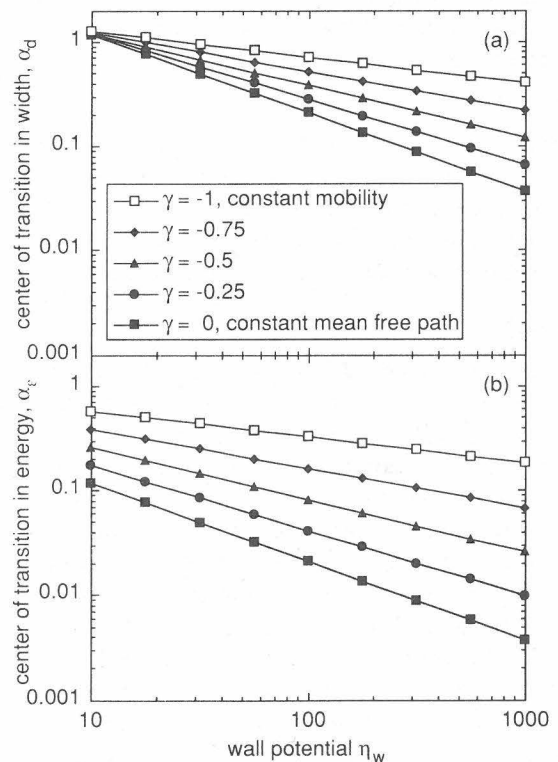 (a)
center of transition in width, α_d
1
0.1
0.01
0.001
γ = -1, constant mobility
γ = -0.75
γ = -0.5
γ = -0.25
γ = 0, constant mean free path
(b)
center of transition in energy, α_ε
1
0.1
0.01
0.001
10
100
1000
wall potential η_w